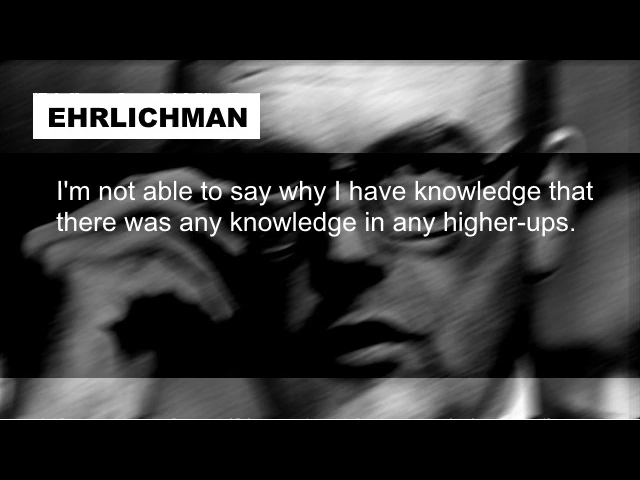 EHRLICHMAN
I'm not able to say why I have knowledge that
there was any knowledge in any higher-ups.